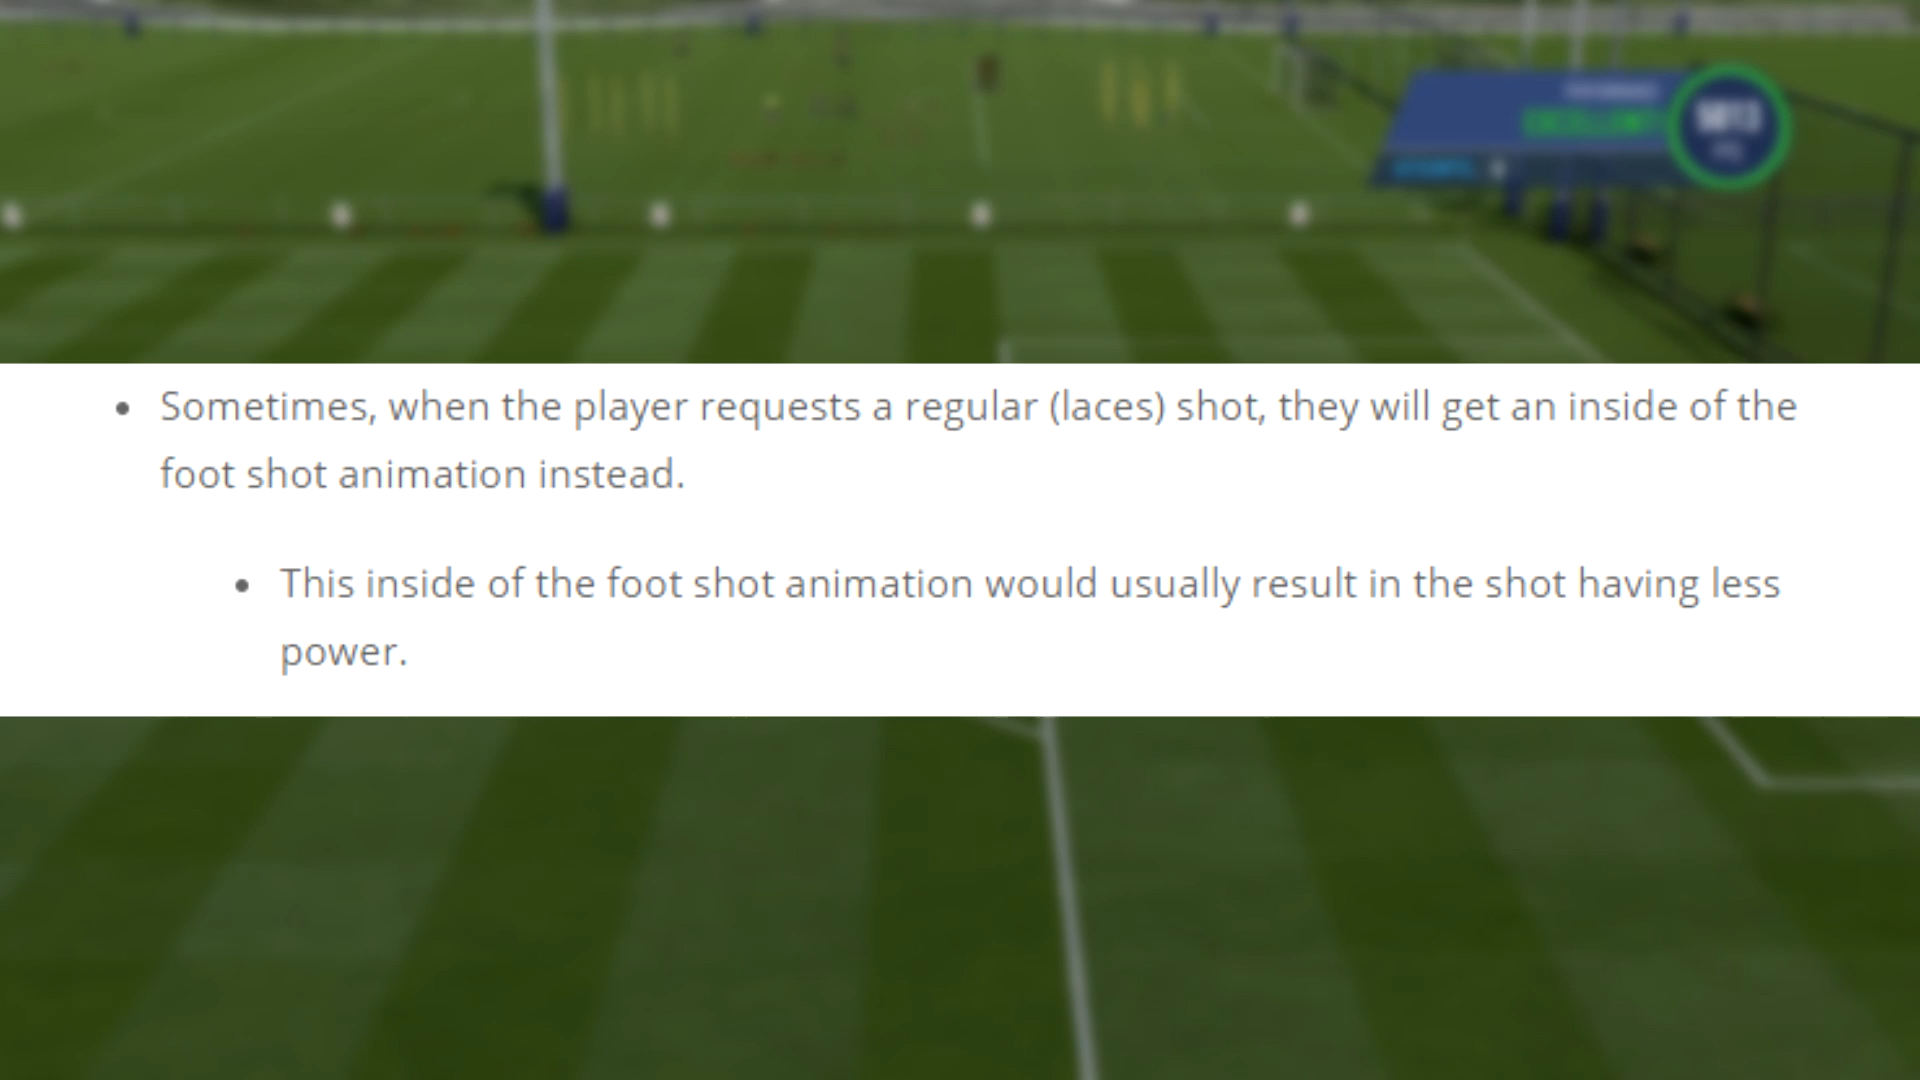 EXCELLENT!
• Sometimes, when the player requests a regular (laces) shot, they will get an inside of the
foot shot animation instead.
• This inside of the foot shot animation would usually result in the shot having less
power.